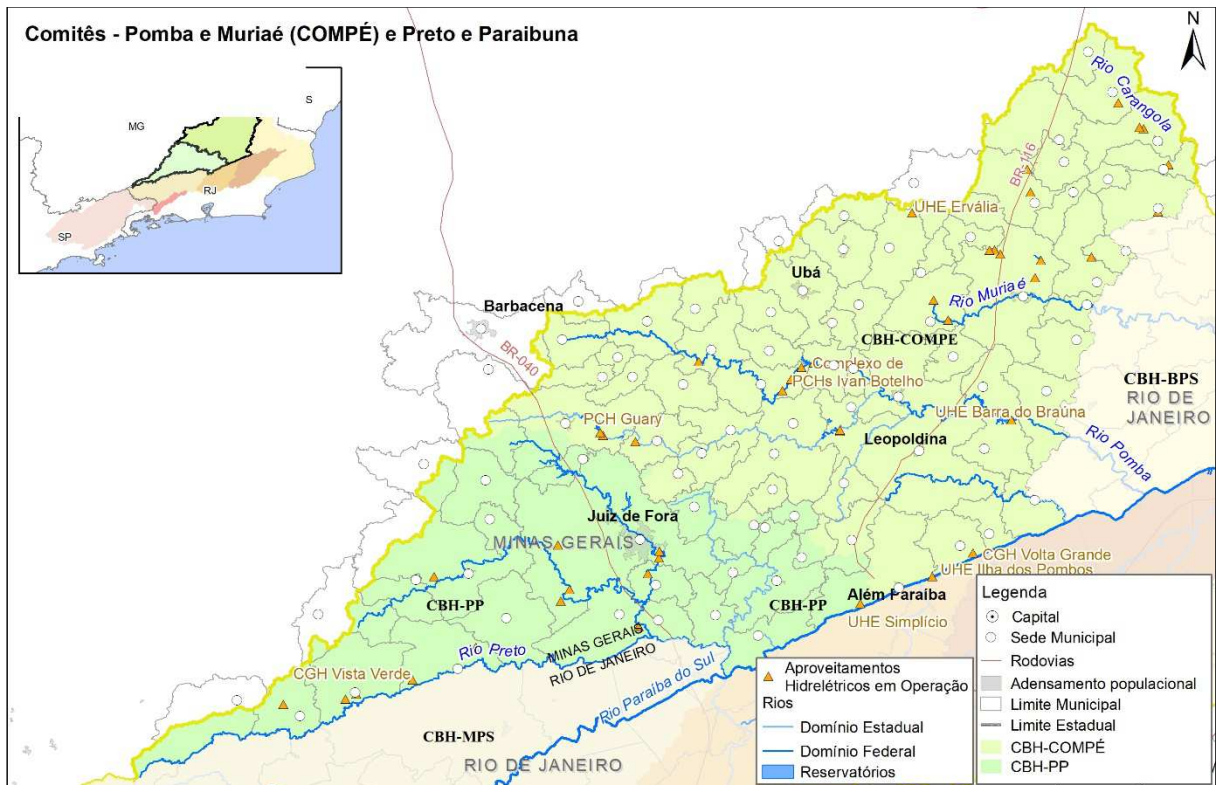 Comitês - Pomba e Muriaé (COMPÉ) e Preto e Paraibuna
N
S
MG
RJ
SP
Rio Carangola
BR-116
UHE Ervália
Ubá
Rio Muriaé
Barbacena
BR-040
CBH-COMPE
Complexo de
PCHs Ivan Botelho
CBH-BPS
RIO DE
JANEIRO
PCH Guary
UHE Barra do Braúna
Leopoldina
Rio Pomba
Juiz de Fora
MINAS GERAIS
CGH Volta Grande
UHE Ilha dos Pombos
CBH-PP
CBH-PP
Além Paraíba
UHE Simplício
Rio Preto
MINAS GERAIS
RIO DE JANEIRO
CGH Vista Verde
Rio Paraiba do Sul
CBH-MPS
RIO DE JANEIRO
Aproveitamentos
Hidrelétricos em Operação
Rios
Domínio Estadual
Domínio Federal
Reservatórios
Legenda
Capital
Sede Municipal
Rodovias
Adensamento populacional
Limite Municipal
Limite Estadual
CBH-COMPÉ
CBH-PP